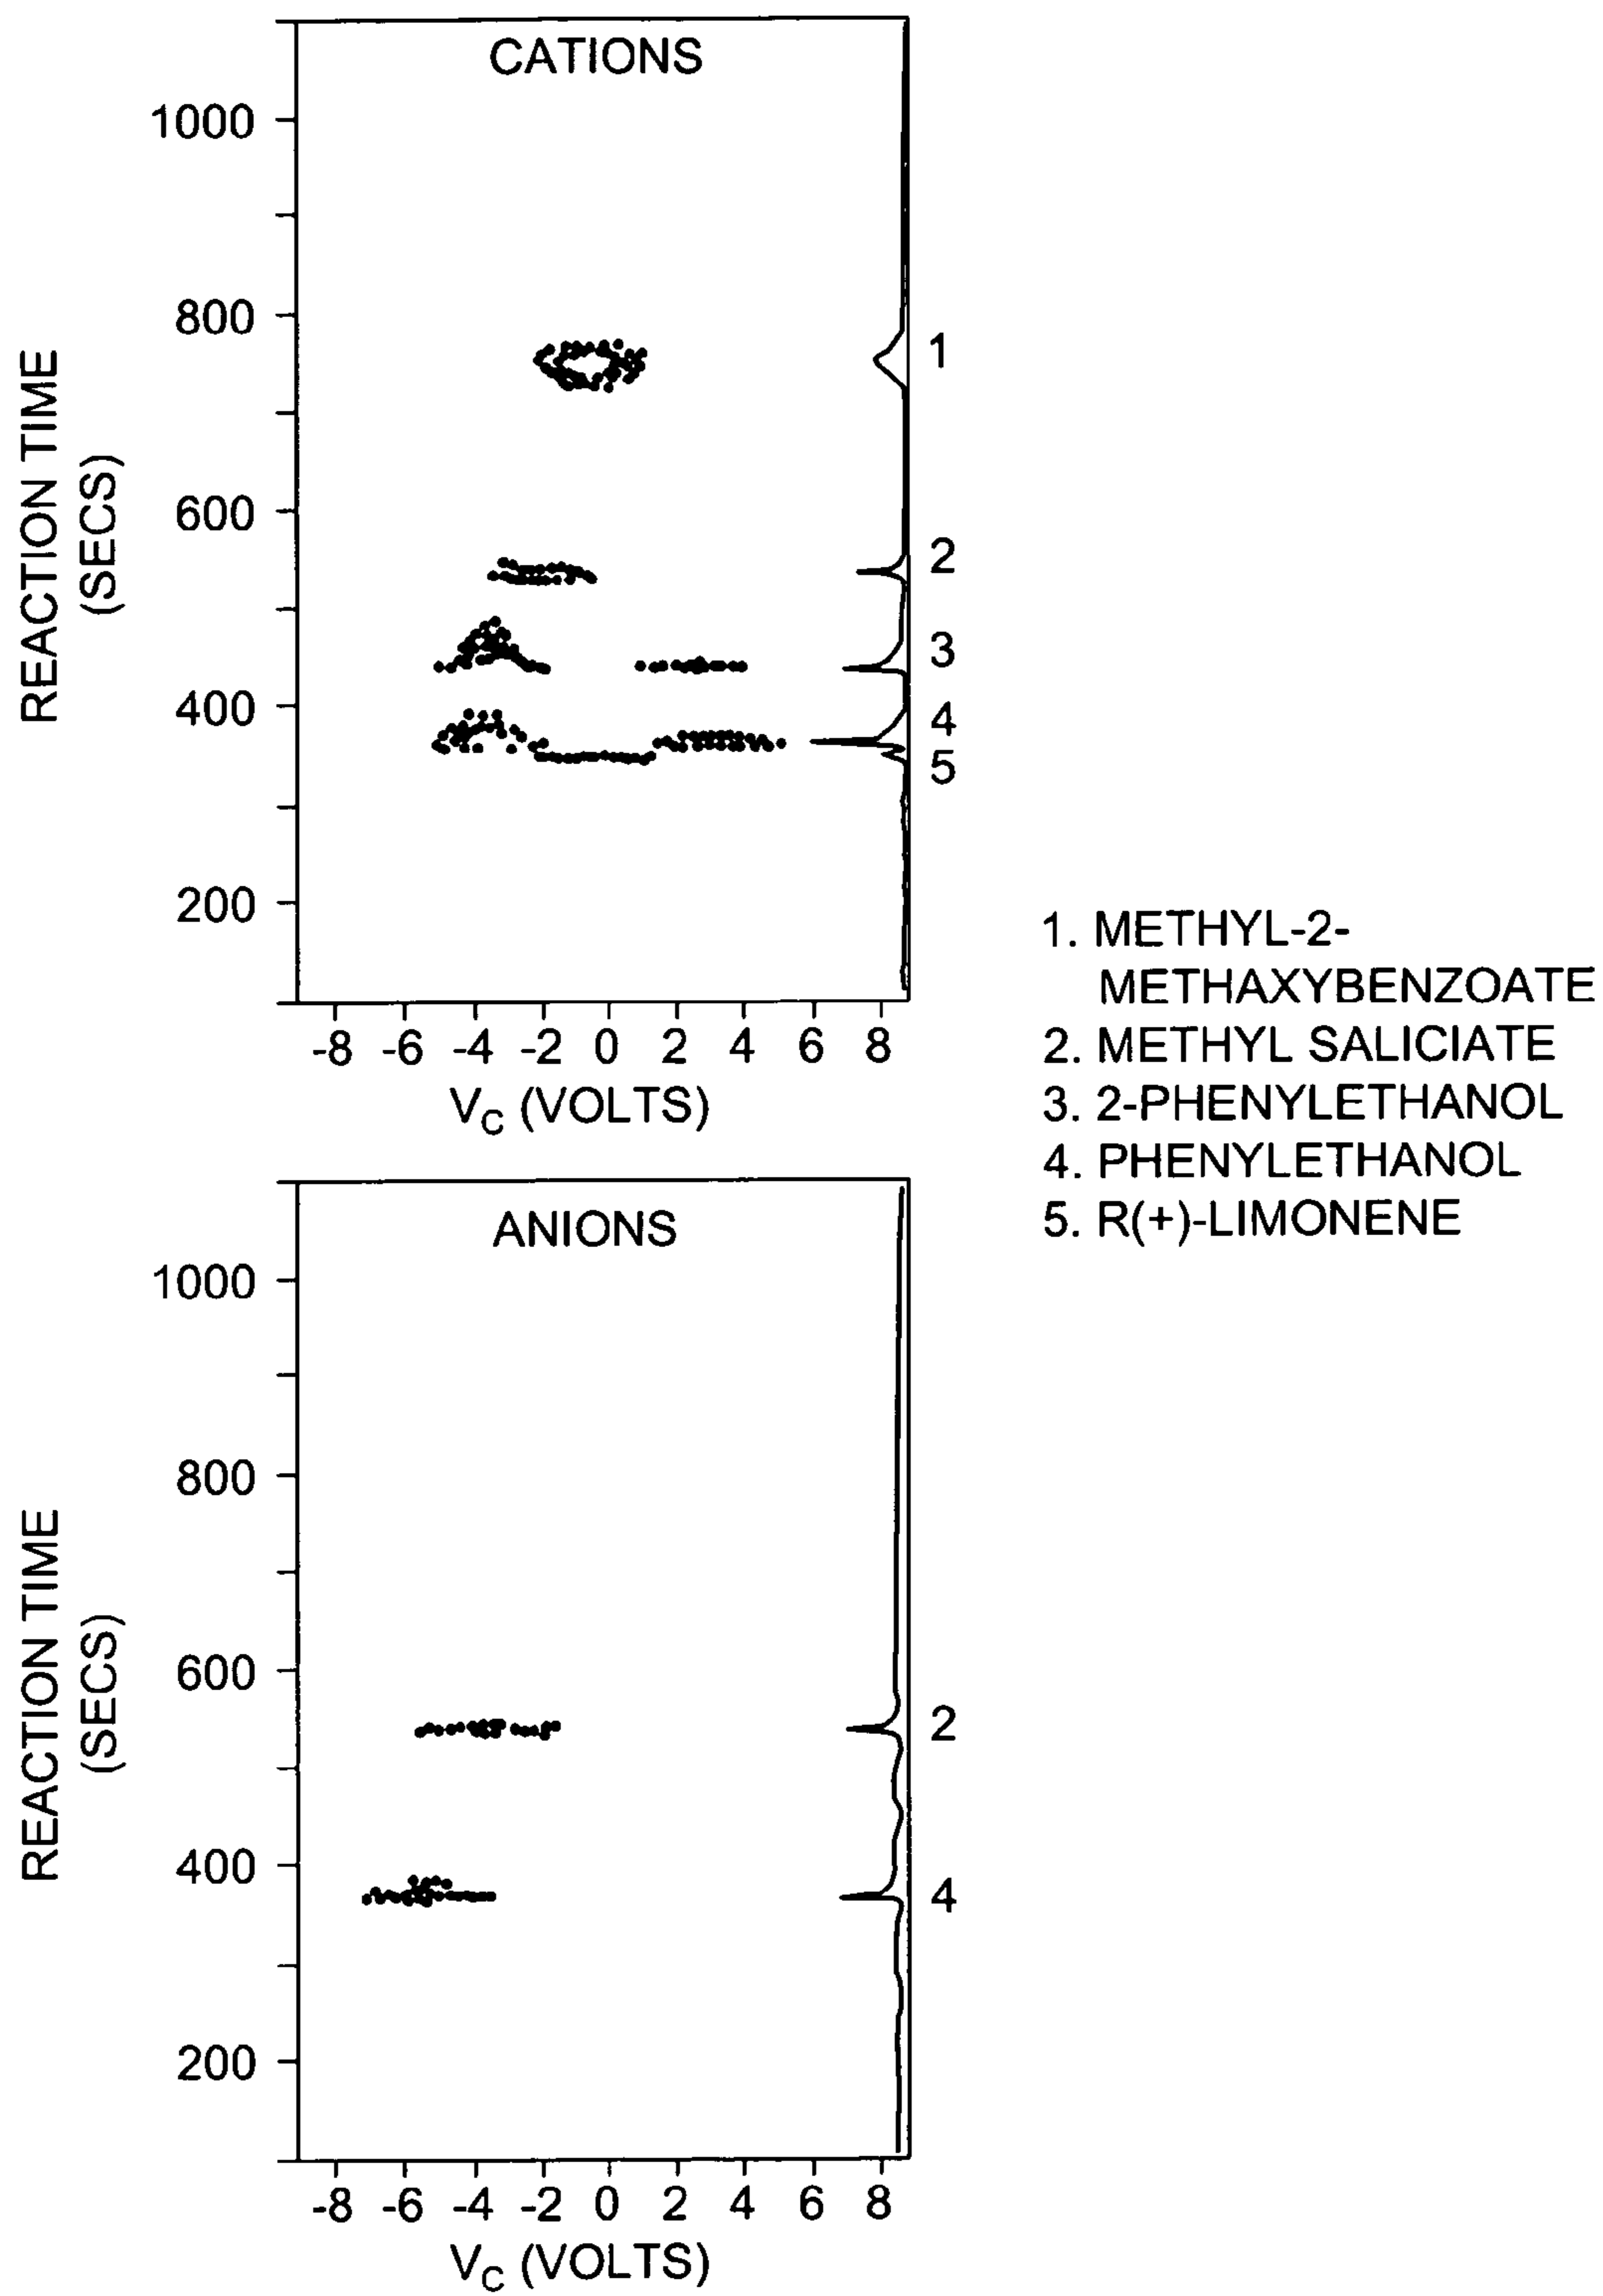 CATIONS
REACTION TIME
(SECS)
1000
800
600
400
200
1
2
3
4
5
-8 -6 -4 -2 0 2 4 6 8
VC (VOLTS)
1. METHYL-2-
METHAXYBENZOATE
2. METHYL SALICIATE
3. 2-PHENYLETHANOL
4. PHENYLETHANOL
5. R(+)-LIMONENE
ANIONS
REACTION TIME
(SECS)
1000
800
600
400
200
2
4
-8 -6 -4 -2 0 2 4 6 8
VC (VOLTS)